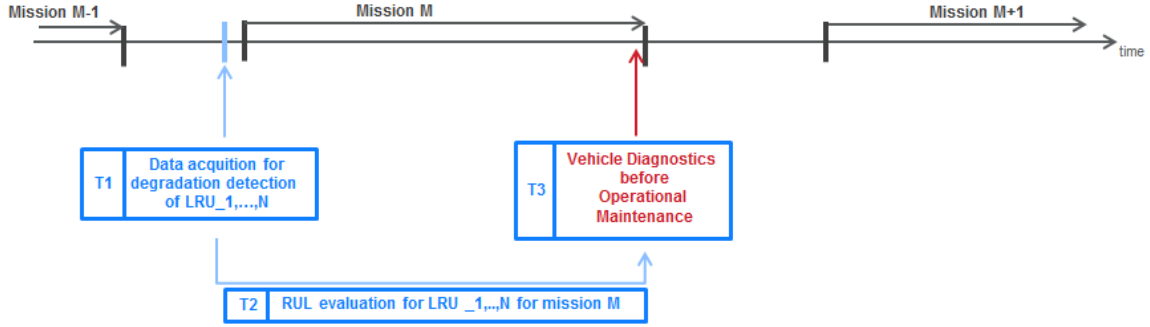 Mission M-1
Mission M
Mission M+1
time
T1
Data acquition for
degradation detection
of LRU_1,...,N
T3
Vehicle Diagnostics
before
Operational
Maintenance
T2
RUL evaluation for LRU _1,..,N for mission M